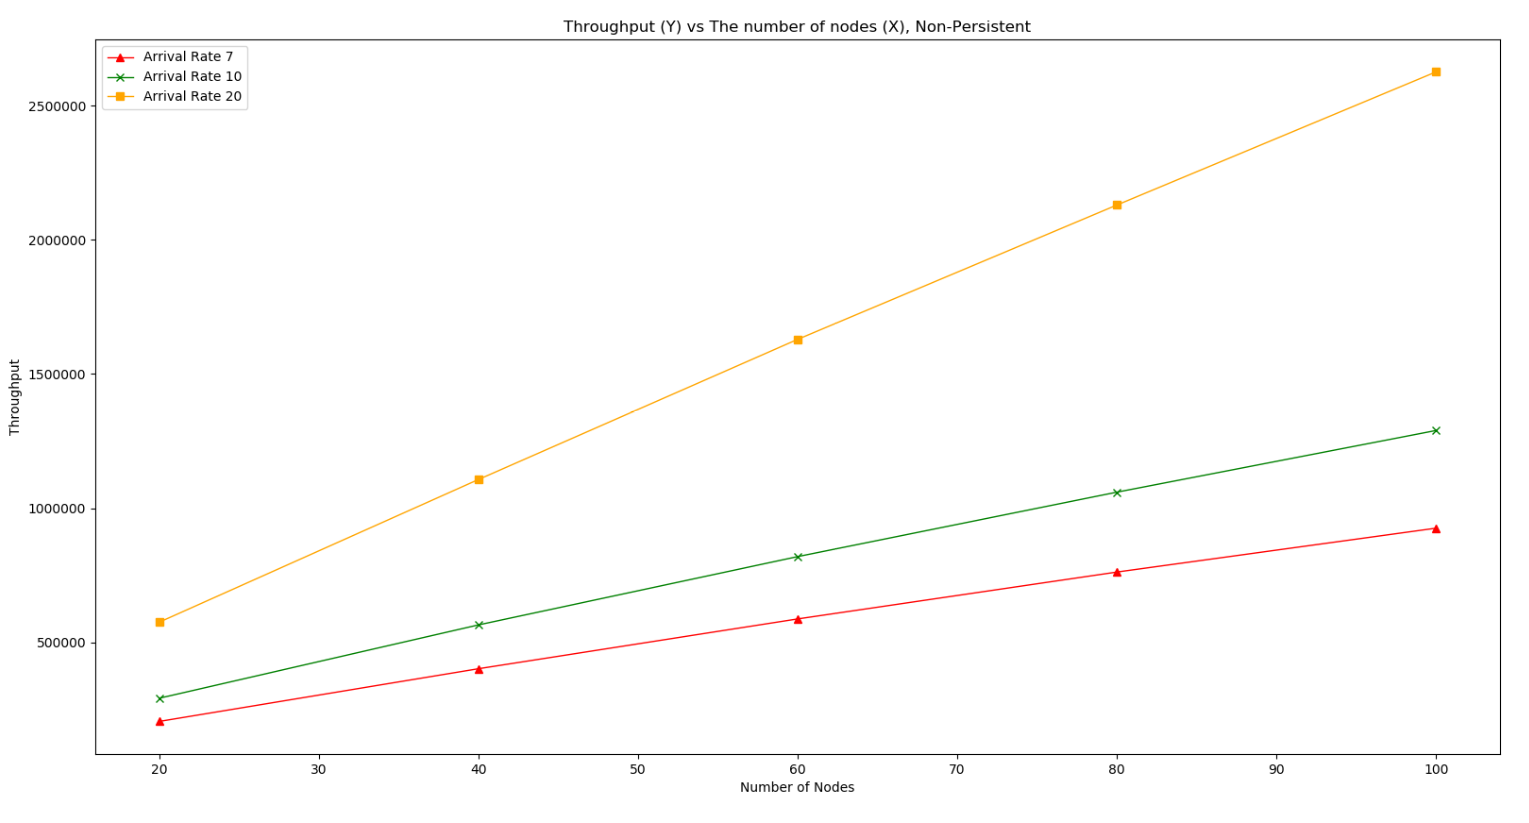 Throughput (Y) vs The number of nodes (X), Non-Persistent
Arrival Rate 7
Arrival Rate 10
Arrival Rate 20
2500000
2000000
1500000
1000000
500000
Throughput
20 30 40 50 60 70 80 90 100
Number of Nodes